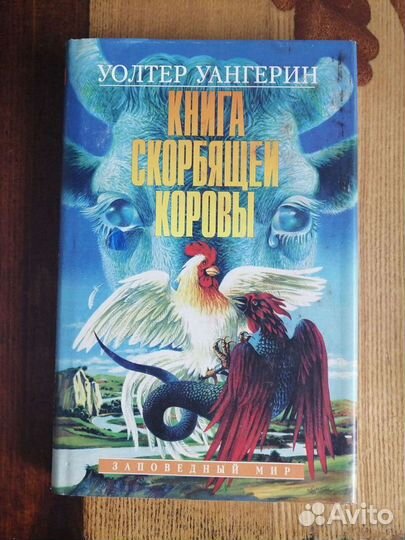 УОЛТЕР УАНГЕРИН
КНИГА
СКОРБЯЩЕЙ
КОРОВЫ
ЗАПОВЕДНЫЙ МИР
Avito